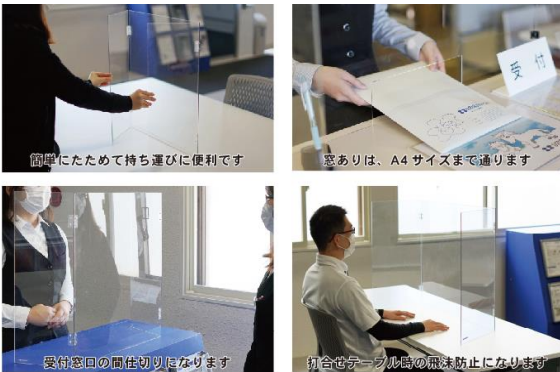 簡単にたためて持ち運びに便利です
受付
窓ありは、A4サイズまで通ります
受付窓口の間仕切りになります
打合せテーブル時の飛沫防止になります